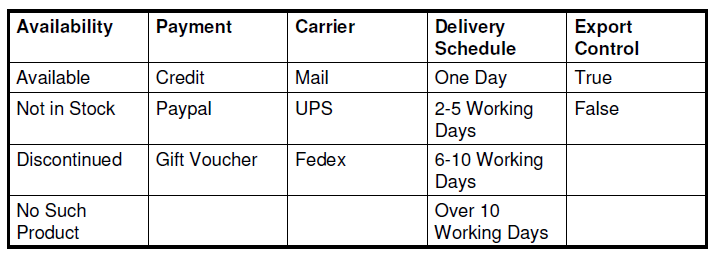 Availability Payment Carrier Delivery Schedule Export Control
Available Credit Mail One Day True
Not in Stock Paypal UPS 2-5 Working Days False
Discontinued Gift Voucher Fedex 6-10 Working Days
No Such Product Over 10 Working Days